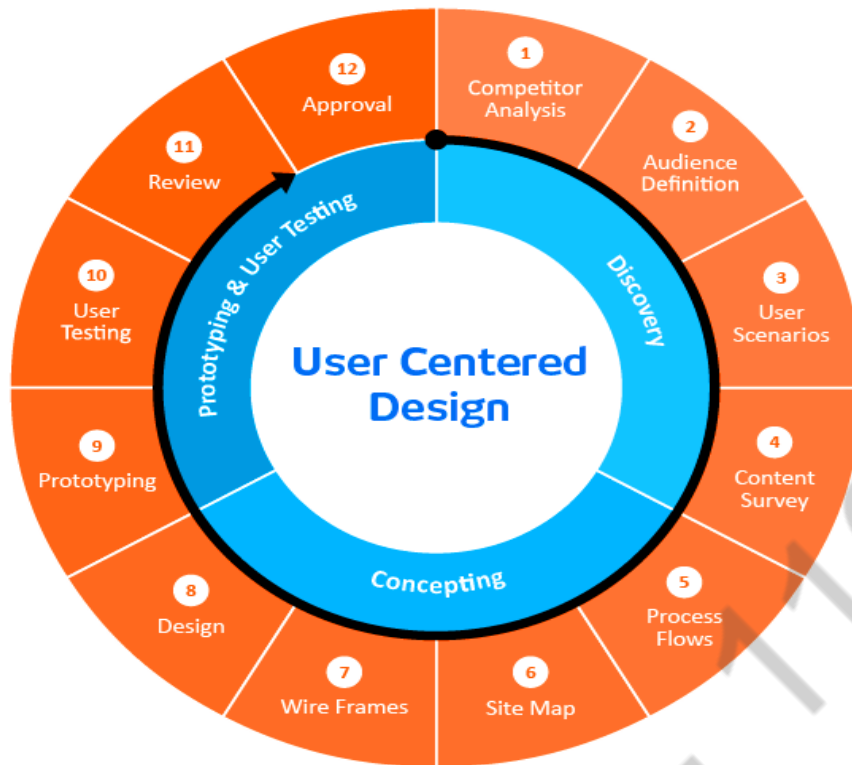 User Centered
Design
Discovery
Concepting
Prototyping & User Testing
1
Competitor
Analysis
2
Audience
Definition
3
User
Scenarios
4
Content
Survey
5
Process
Flows
6
Site Map
7
Wire Frames
8
Design
9
Prototyping
10
User
Testing
11
Review
12
Approval